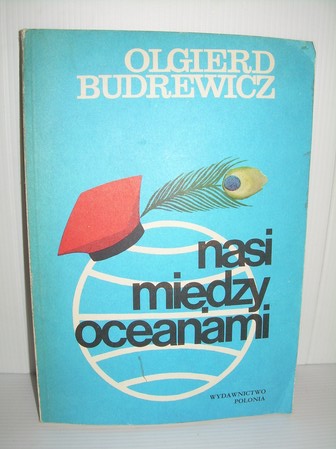 OLGIERD
BUDREWICZ
nasi
między
oceanami
WYDAWNICTWO
POLONIA